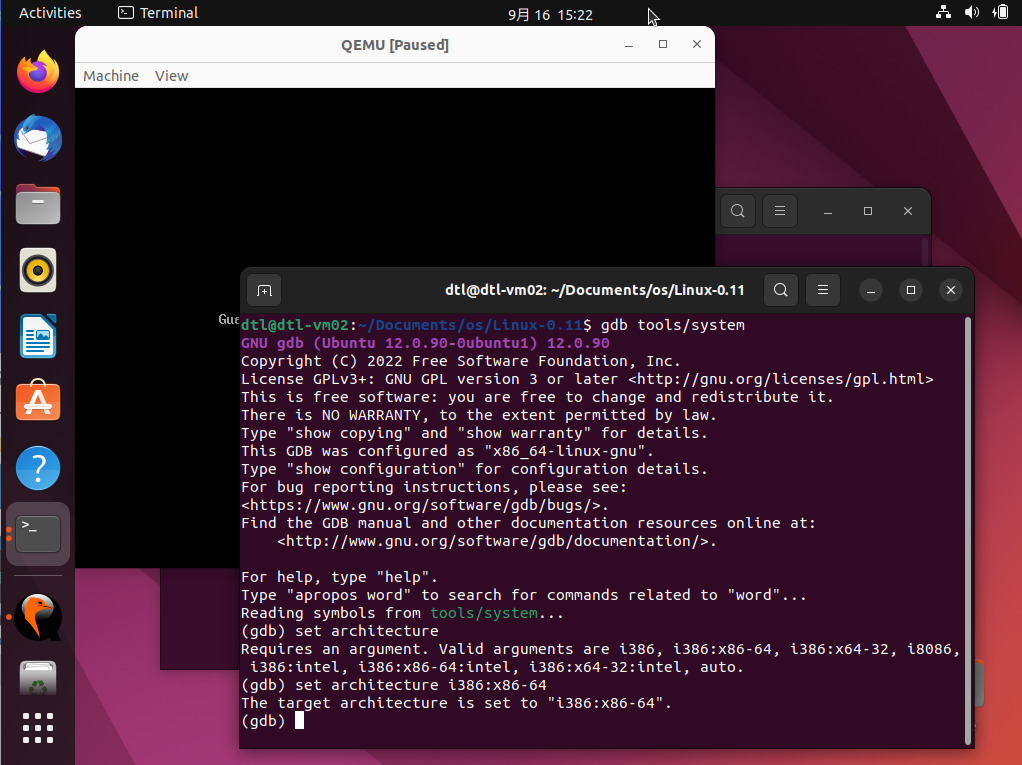 Activities
Terminal
9月 16 15:22
QEMU [Paused]
Machine View
Gue
dtl@dtl-vm02: ~/Documents/os/Linux-0.11
dtl@dtl-vm02:~/Documents/os/Linux-0.11$ gdb tools/system
GNU gdb (Ubuntu 12.0.90-0ubuntu1) 12.0.90
Copyright (C) 2022 Free Software Foundation, Inc.
License GPLv3+: GNU GPL version 3 or later <http://gnu.org/licenses/gpl.html>
This is free software: you are free to change and redistribute it.
There is NO WARRANTY, to the extent permitted by law.
Type "show copying" and "show warranty" for details.
This GDB was configured as "x86_64-linux-gnu".
Type "show configuration" for configuration details.
For bug reporting instructions, please see:
<https://www.gnu.org/software/gdb/bugs/>.
Find the GDB manual and other documentation resources online at:
    <http://www.gnu.org/software/gdb/documentation/>.
For help, type "help".
Type "apropos word" to search for commands related to "word"...
Reading symbols from tools/system...
(gdb) set architecture
Requires an argument. Valid arguments are i386, i386:x86-64, i386:x64-32, i8086,
 i386:intel, i386:x86-64:intel, i386:x64-32:intel, auto.
(gdb) set architecture i386:x86-64
The target architecture is set to "i386:x86-64".
(gdb)